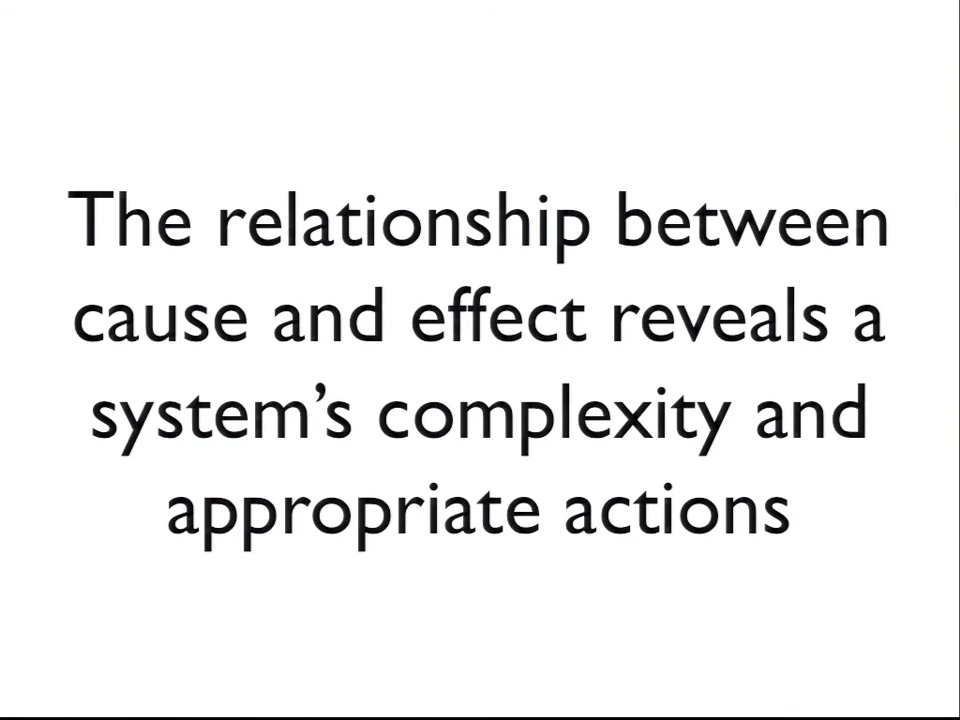 The relationship between
cause and effect reveals a
system’s complexity and
appropriate actions